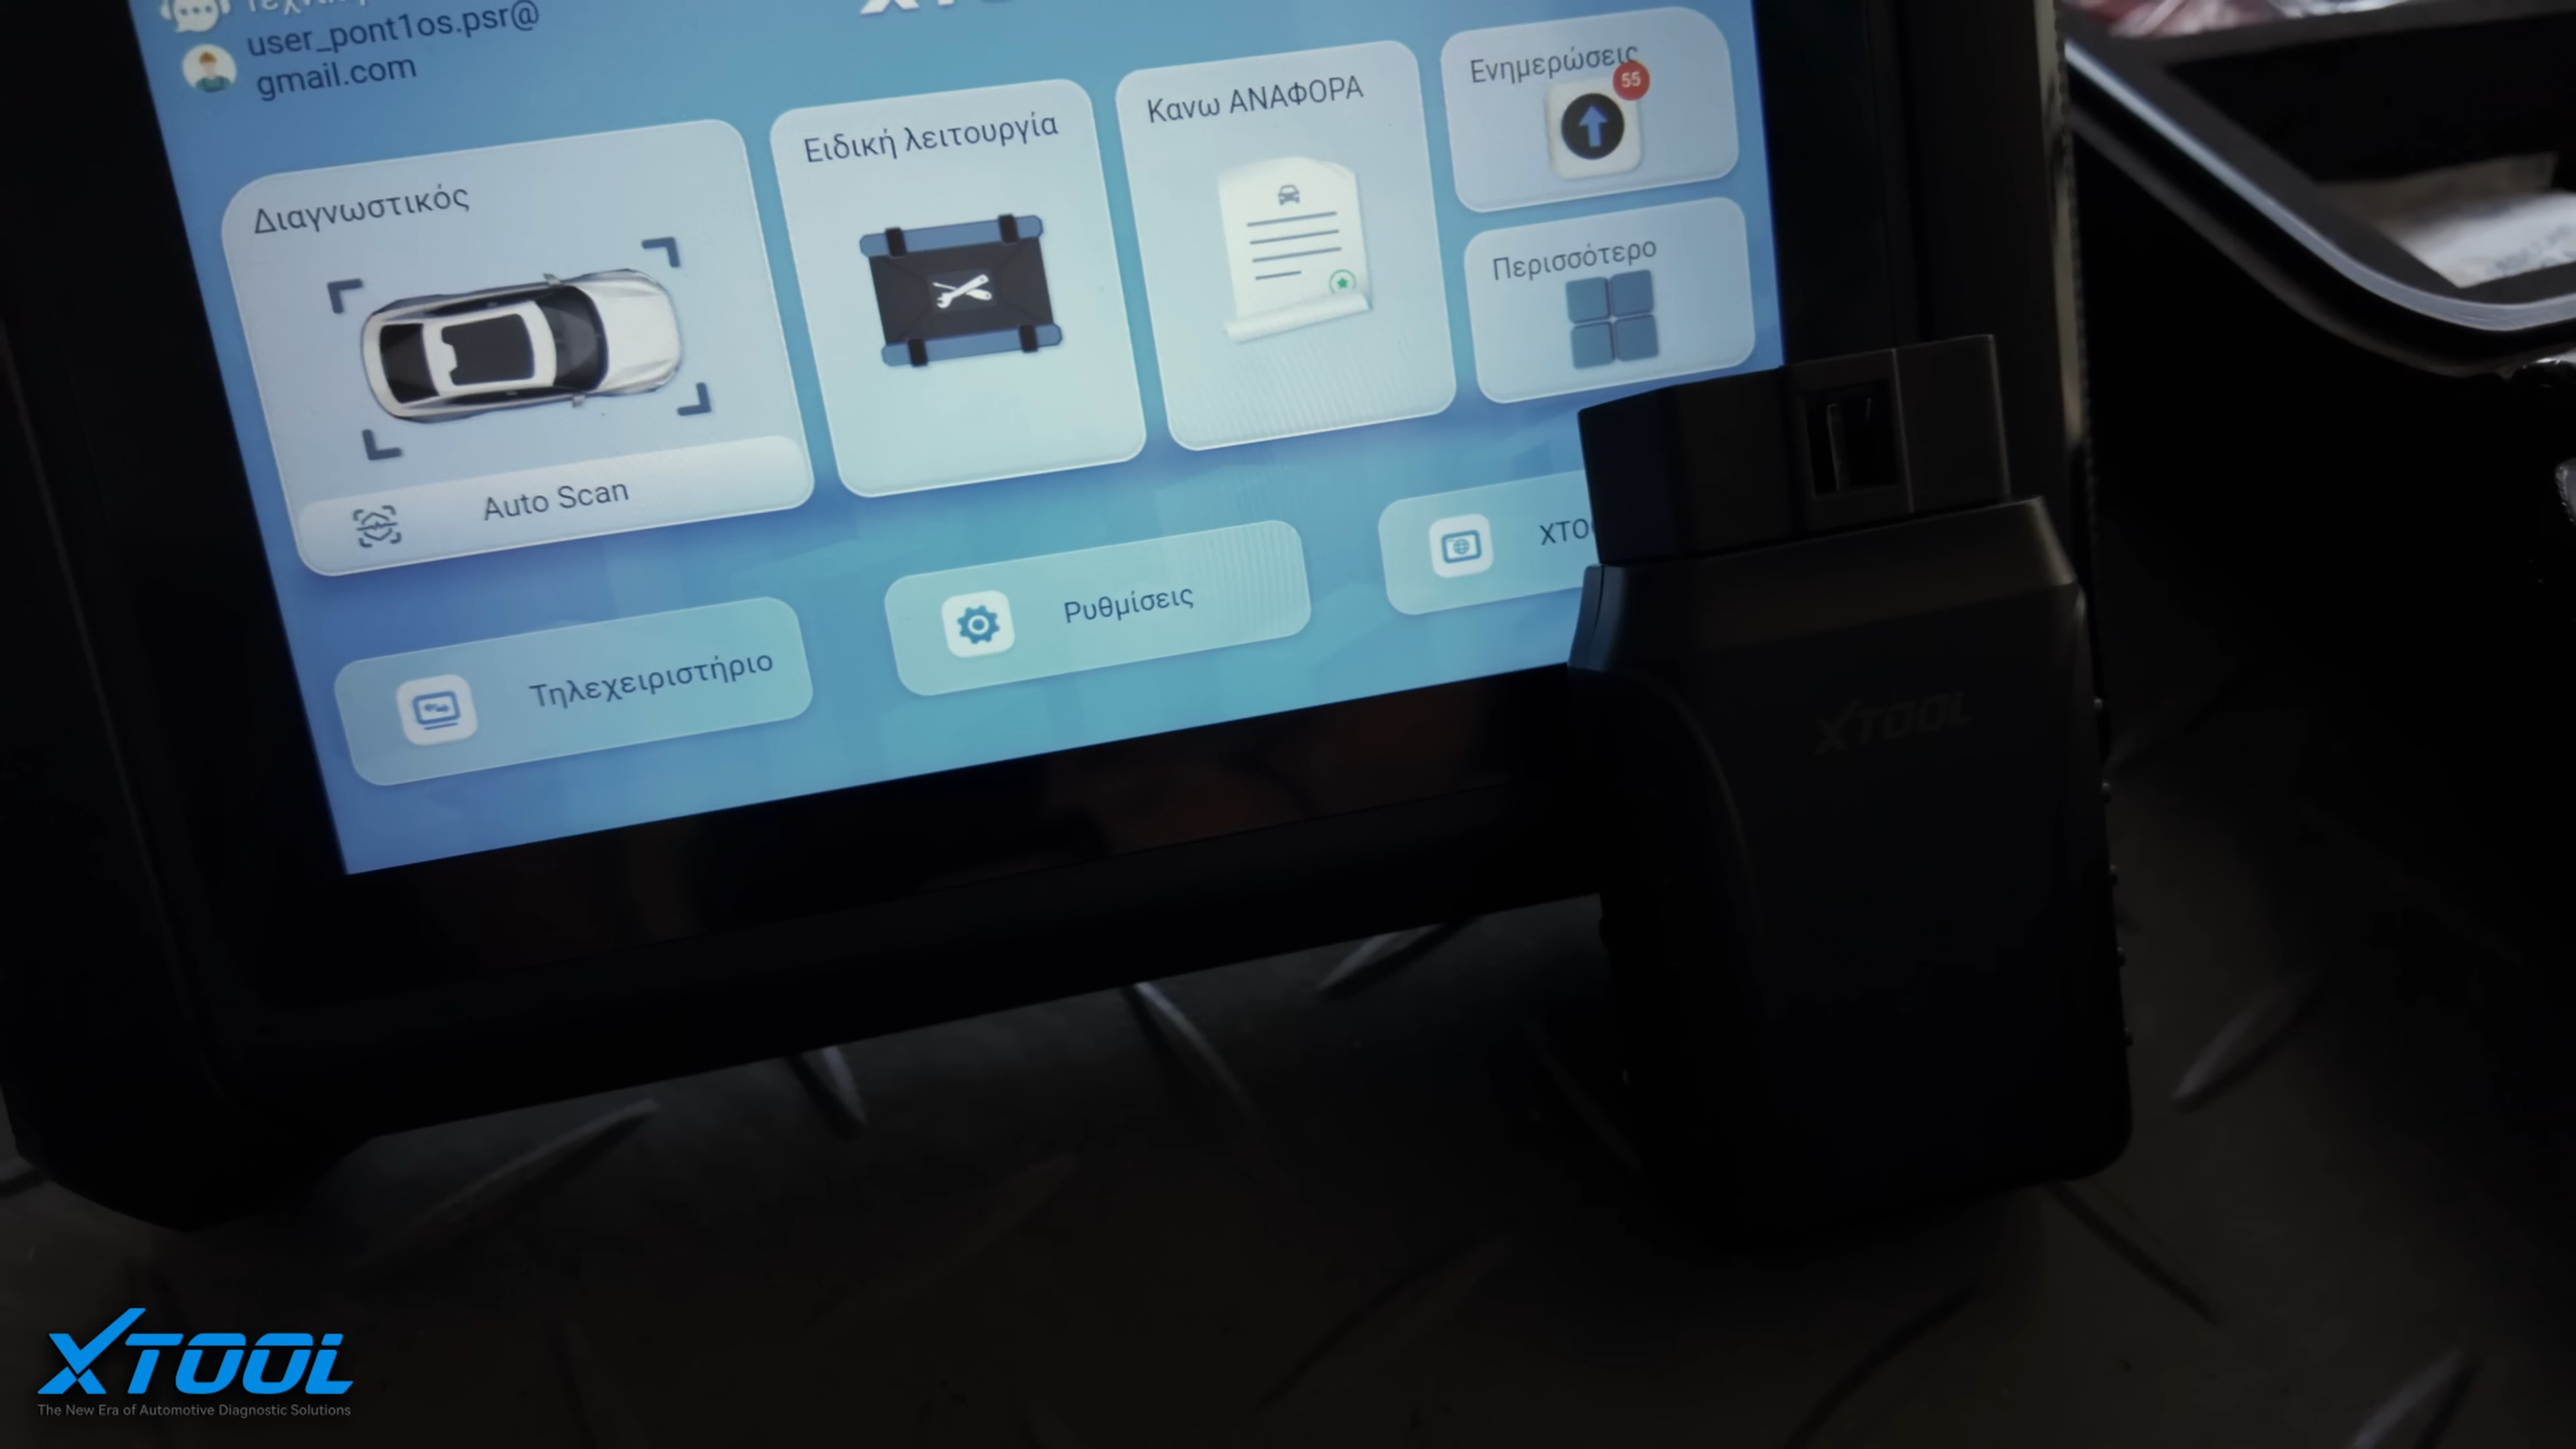 user_pont1os.psr@
gmail.com
Διαγνωστικός
Auto Scan
Ειδική λειτουργία
Κανω ΑΝΑΦΟΡΑ
Ενημερώσεις
55
Περισσότερο
Τηλεχειριστήριο
Ρυθμίσεις
XTOOL
XTOOL
The New Era of Automotive Diagnostic Solutions